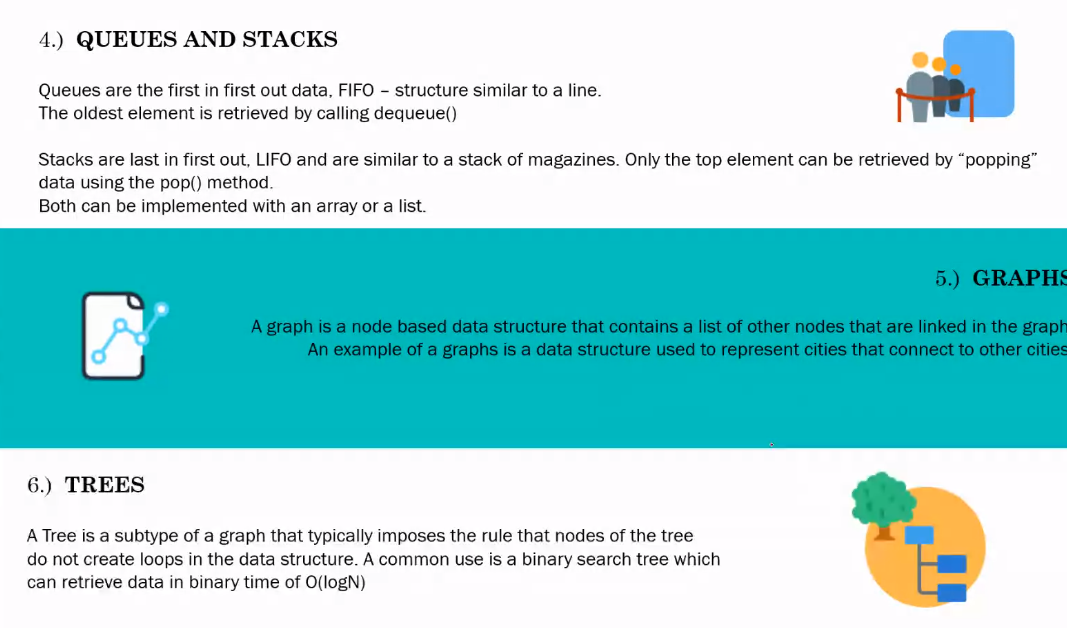 4.) QUEUES AND STACKS
Queues are the first in first out data, FIFO – structure similar to a line.
The oldest element is retrieved by calling dequeue()
Stacks are last in first out, LIFO and are similar to a stack of magazines. Only the top element can be retrieved by “popping”
data using the pop() method.
Both can be implemented with an array or a list.
5.) GRAPHS
A graph is a node based data structure that contains a list of other nodes that are linked in the graph
An example of a graphs is a data structure used to represent cities that connect to other cities
6.) TREES
A Tree is a subtype of a graph that typically imposes the rule that nodes of the tree
do not create loops in the data structure. A common use is a binary search tree which
can retrieve data in binary time of O(logN)